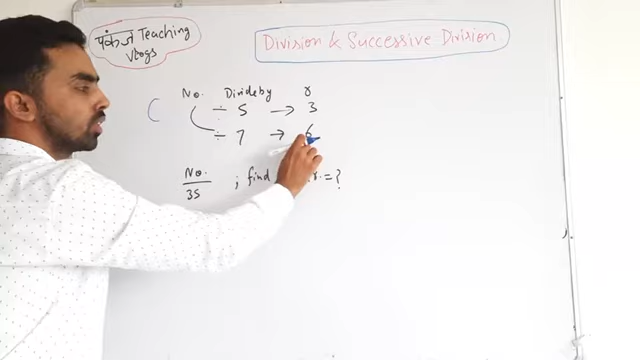 पंकज Teaching
Vlogs
Division & Successive Division
No. Divide by r
÷ 5 → 3
÷ 7 →
No.
35
; find r. = ?